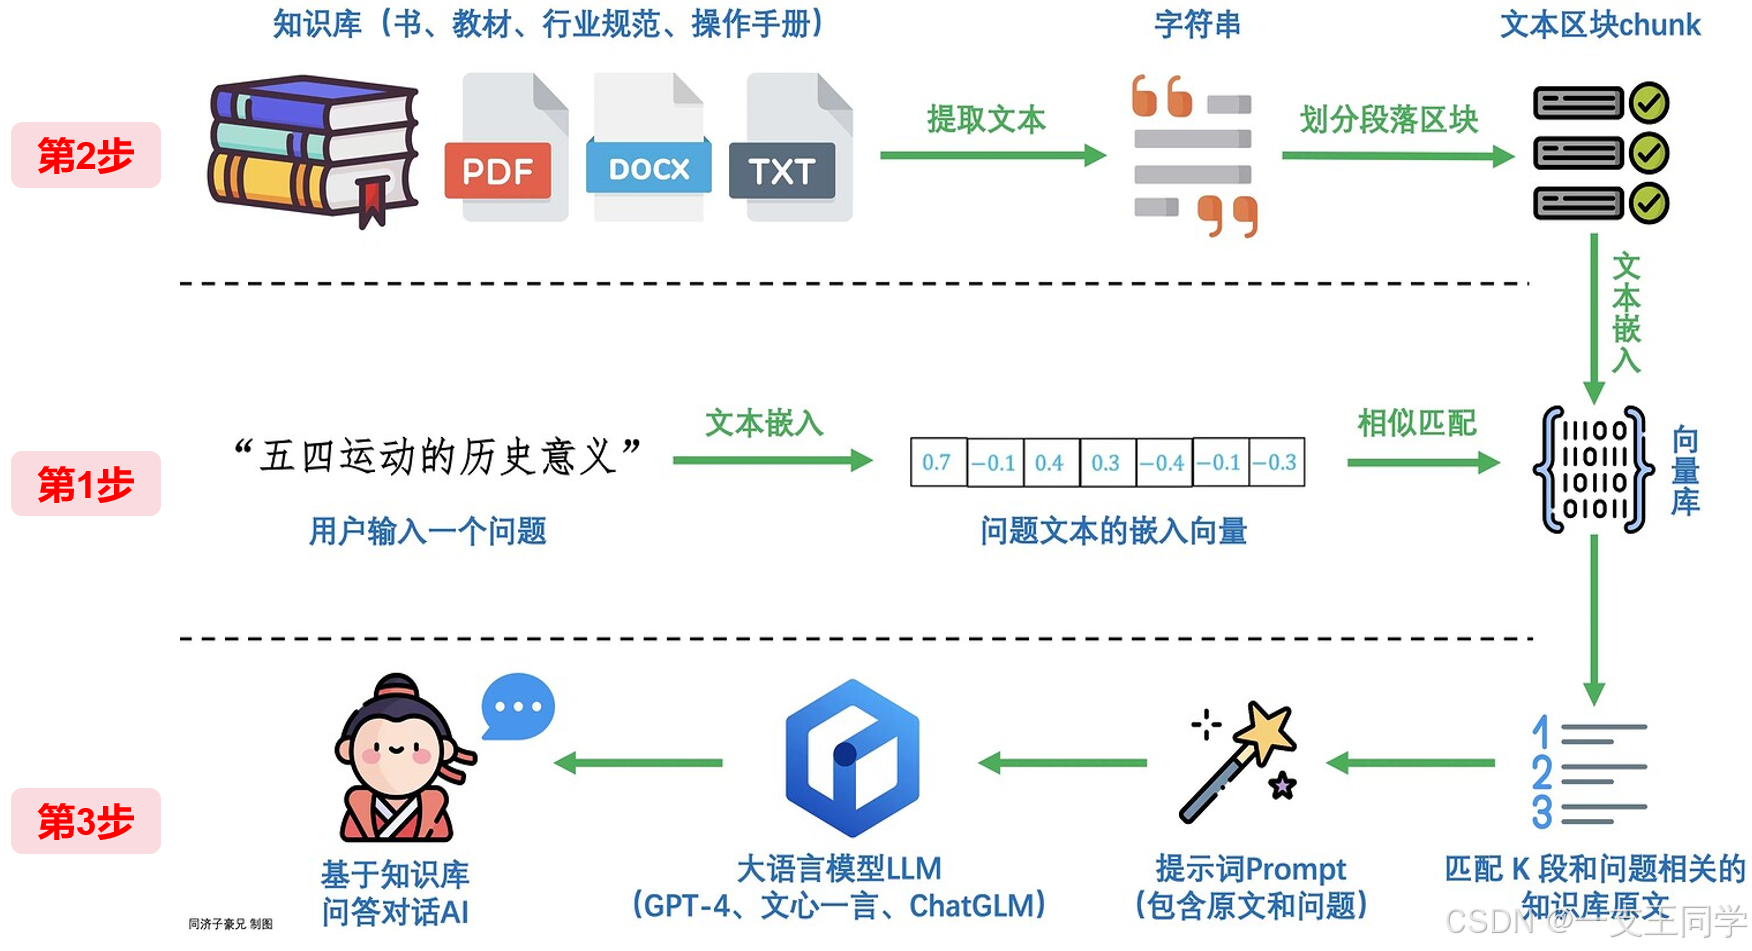 知识库（书、教材、行业规范、操作手册）
字符串
文本区块chunk
第2步
PDF
DOCX
TXT
提取文本
划分段落区块
文本嵌入
第1步
“五四运动的历史意义”
文本嵌入
0.7 -0.1 0.4 0.3 -0.4 -0.1 -0.3
相似匹配
11100
11011
10110
01011
向量库
用户输入一个问题
问题文本的嵌入向量
第3步
1
2
3
基于知识库
问答对话AI
大语言模型LLM
（GPT-4、文心一言、ChatGLM）
提示词Prompt
（包含原文和问题）
匹配 K 段和问题相关的
知识库原文
同济子豪兄 制图
CSDN @一文王同学